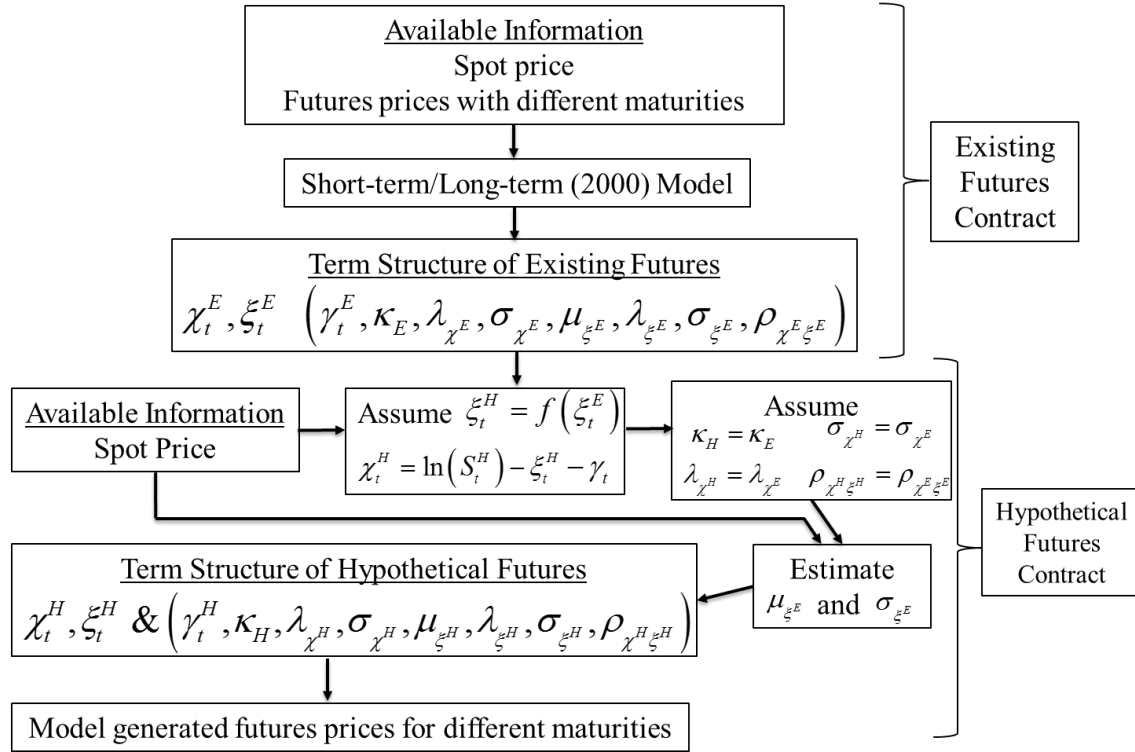 Available Information
Spot price
Futures prices with different maturities
Existing
Futures
Contract
Short-term/Long-term (2000) Model
Term Structure of Existing Futures
χ_t^E, ξ_t^E (γ_t^E, κ_E, λ_{χ^E}, σ_{χ^E}, μ_{ξ^E}, λ_{ξ^E}, σ_{ξ^E}, ρ_{χ^E ξ^E})
Available Information
Spot Price
Assume ξ_t^H = f(ξ_t^E)
χ_t^H = ln(S_t^H) − ξ_t^H − γ_t
Assume
κ_H = κ_E σ_{χ^H} = σ_{χ^E}
λ_{χ^H} = λ_{χ^E} ρ_{χ^H ξ^H} = ρ_{χ^E ξ^E}
Hypothetical
Futures
Contract
Estimate
μ_{ξ^E} and σ_{ξ^E}
Term Structure of Hypothetical Futures
χ_t^H, ξ_t^H & (γ_t^H, κ_H, λ_{χ^H}, σ_{χ^H}, μ_{ξ^H}, λ_{ξ^H}, σ_{ξ^H}, ρ_{χ^H ξ^H})
Model generated futures prices for different maturities